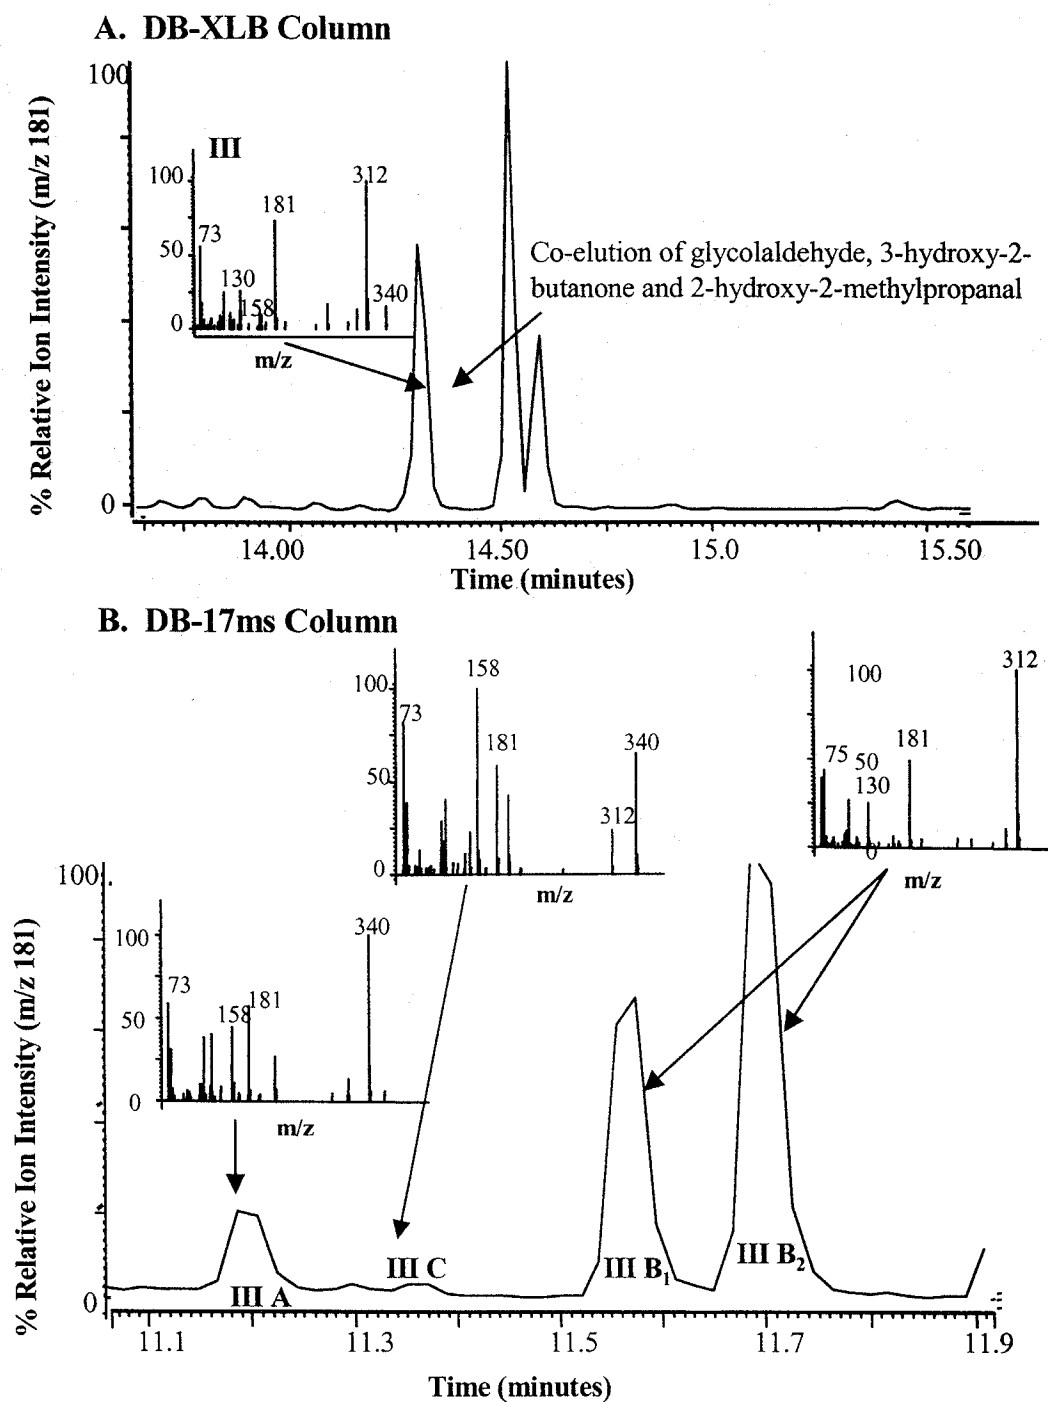 A. DB-XLB Column
% Relative Ion Intensity (m/z 181)
100
0
III
100
50
0
73
130
158
181
312
340
m/z
Co-elution of glycolaldehyde, 3-hydroxy-2-
butanone and 2-hydroxy-2-methylpropanal
14.00
14.50
15.0
15.50
Time (minutes)
B. DB-17ms Column
% Relative Ion Intensity (m/z 181)
100
0
100
50
0
73
158
181
312
340
m/z
100
50
0
75
130
181
312
m/z
100
50
0
73
158
181
340
m/z
III A
III C
III B1
III B2
11.1
11.3
11.5
11.7
11.9
Time (minutes)